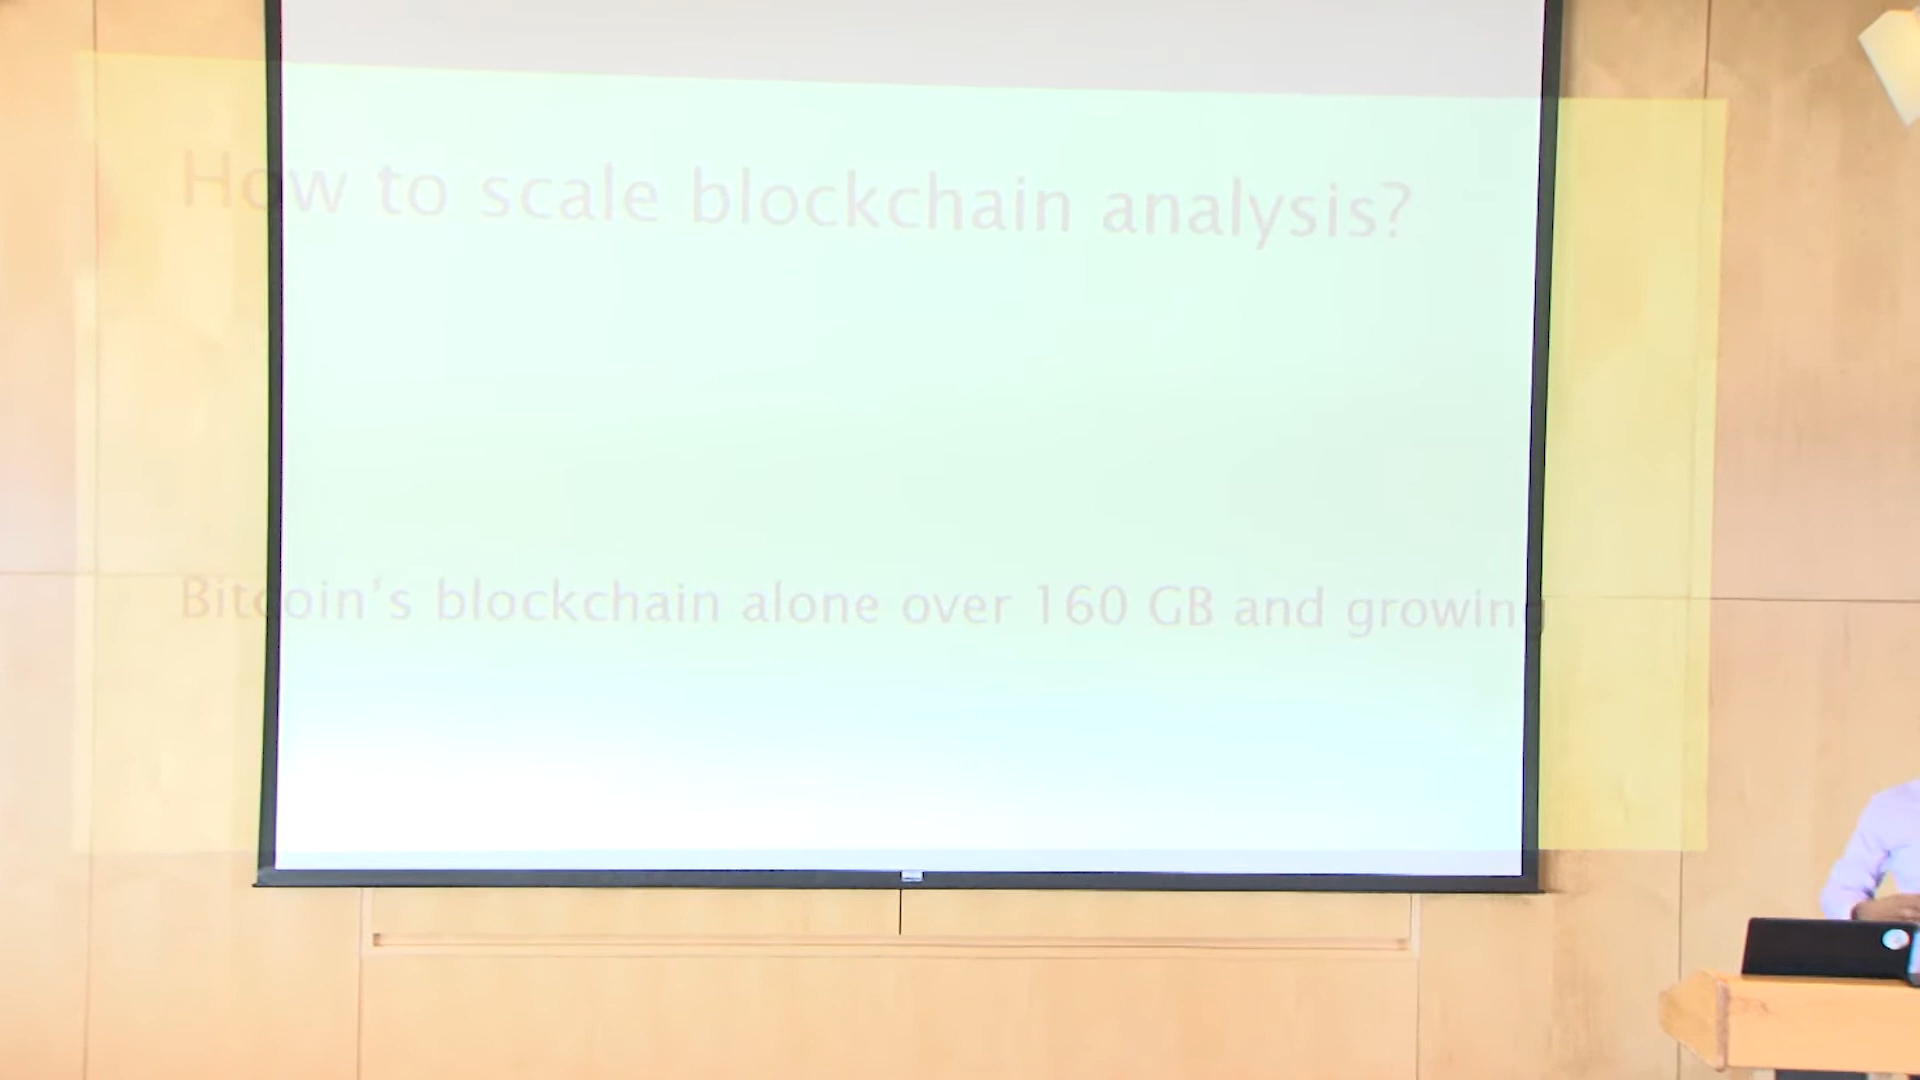 How to scale blockchain analysis?
Bitcoin's blockchain alone over 160 GB and growing